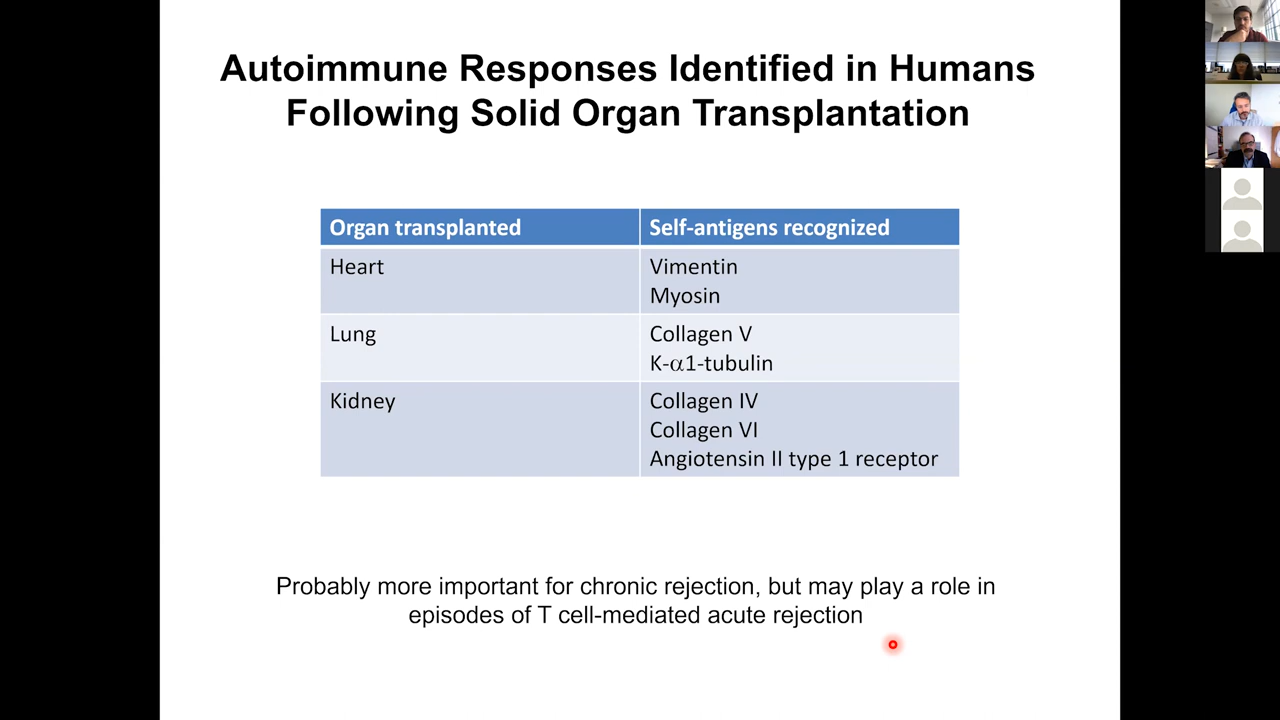 Autoimmune Responses Identified in Humans
Following Solid Organ Transplantation
Organ transplanted
Self-antigens recognized
Heart
Vimentin
Myosin
Lung
Collagen V
K-α1-tubulin
Kidney
Collagen IV
Collagen VI
Angiotensin II type 1 receptor
Probably more important for chronic rejection, but may play a role in
episodes of T cell-mediated acute rejection